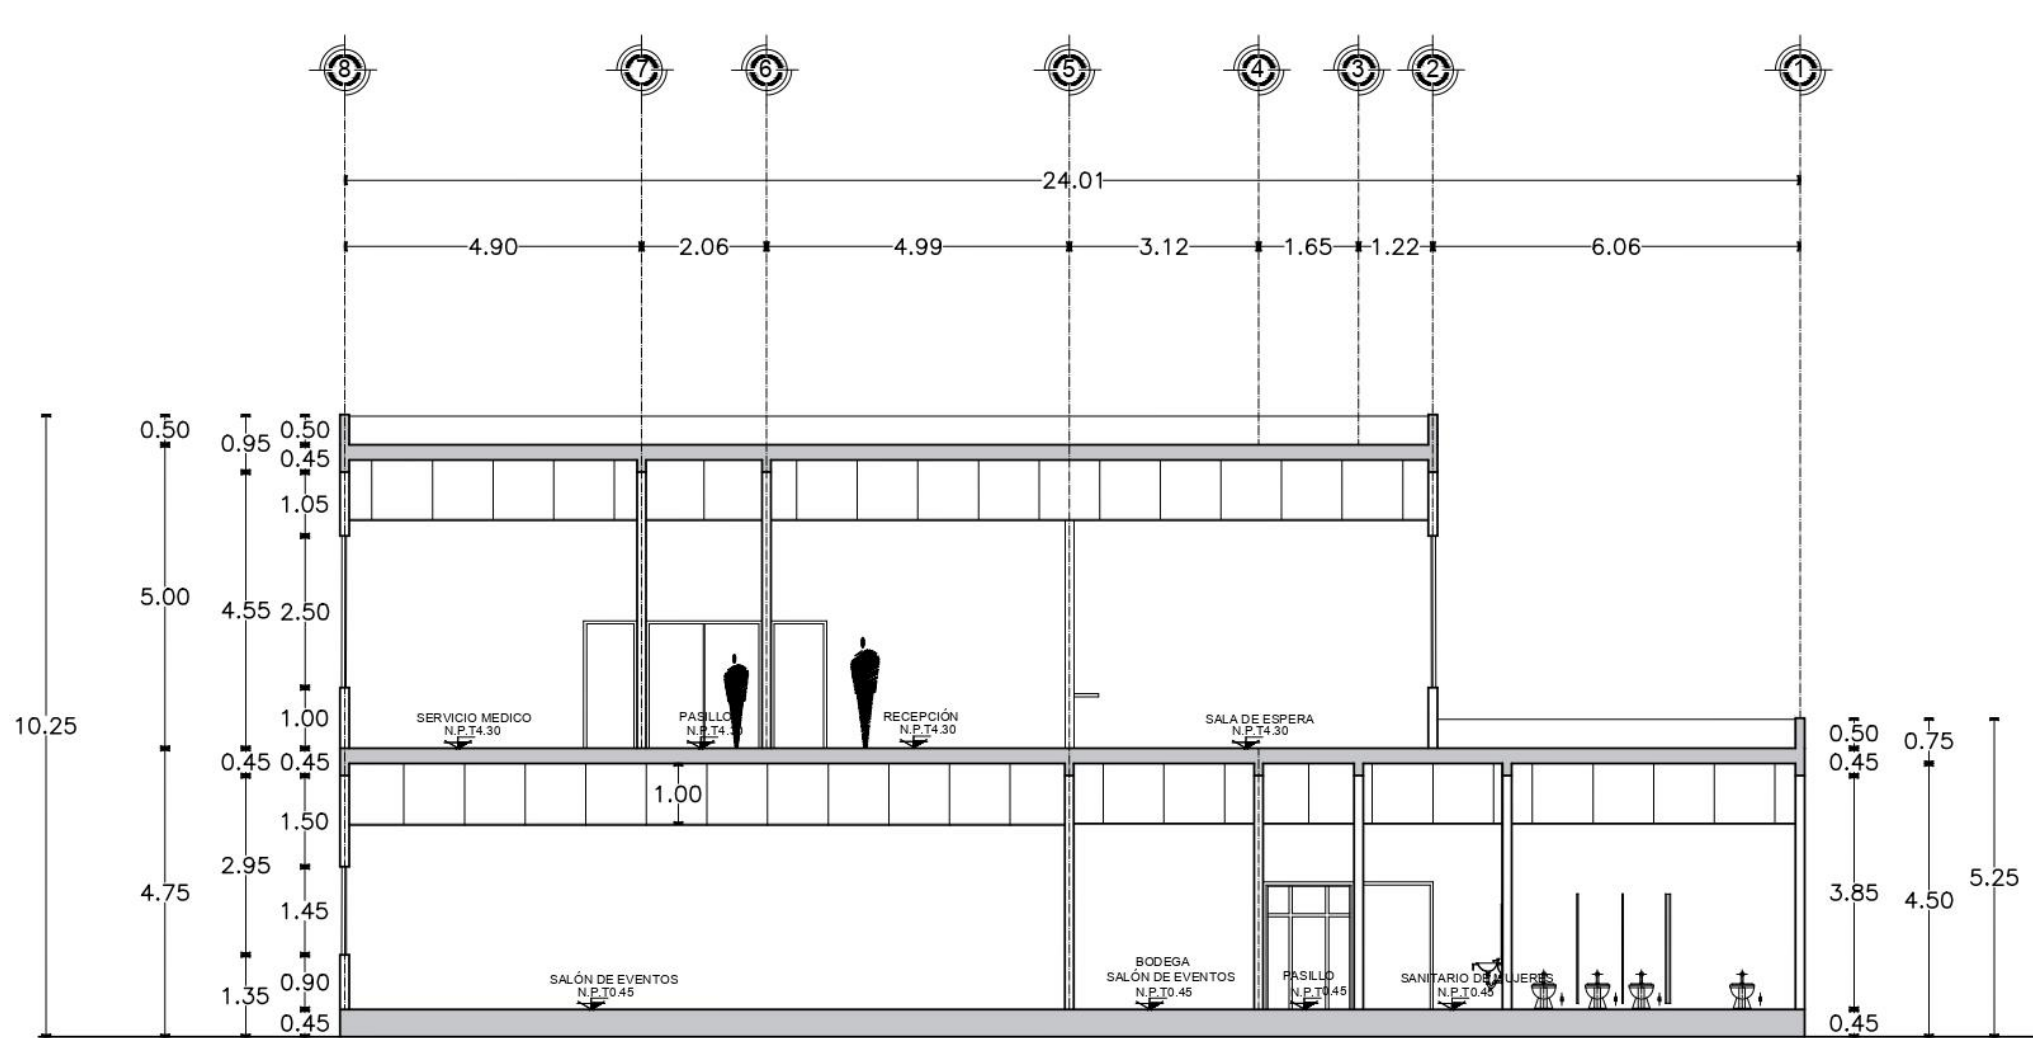 8 7 6 5 4 3 2 1
24.01
4.90 2.06 4.99 3.12 1.65 1.22 6.06
0.50 0.95 0.50
0.45
1.05
5.00 4.55 2.50
1.00
10.25
0.45 0.45
1.50
2.95
4.75
1.45
0.90
1.35
0.45
SERVICIO MEDICO
N.P.T4.30
PASILLO
N.P.T4.30
RECEPCIÓN
N.P.T4.30
SALA DE ESPERA
N.P.T4.30
1.00
SALÓN DE EVENTOS
N.P.T0.45
BODEGA
SALÓN DE EVENTOS
N.P.T0.45
PASILLO
N.P.T0.45
SANITARIO DE MUJERES
N.P.T0.45
0.50 0.75
0.45
3.85 4.50 5.25
0.45